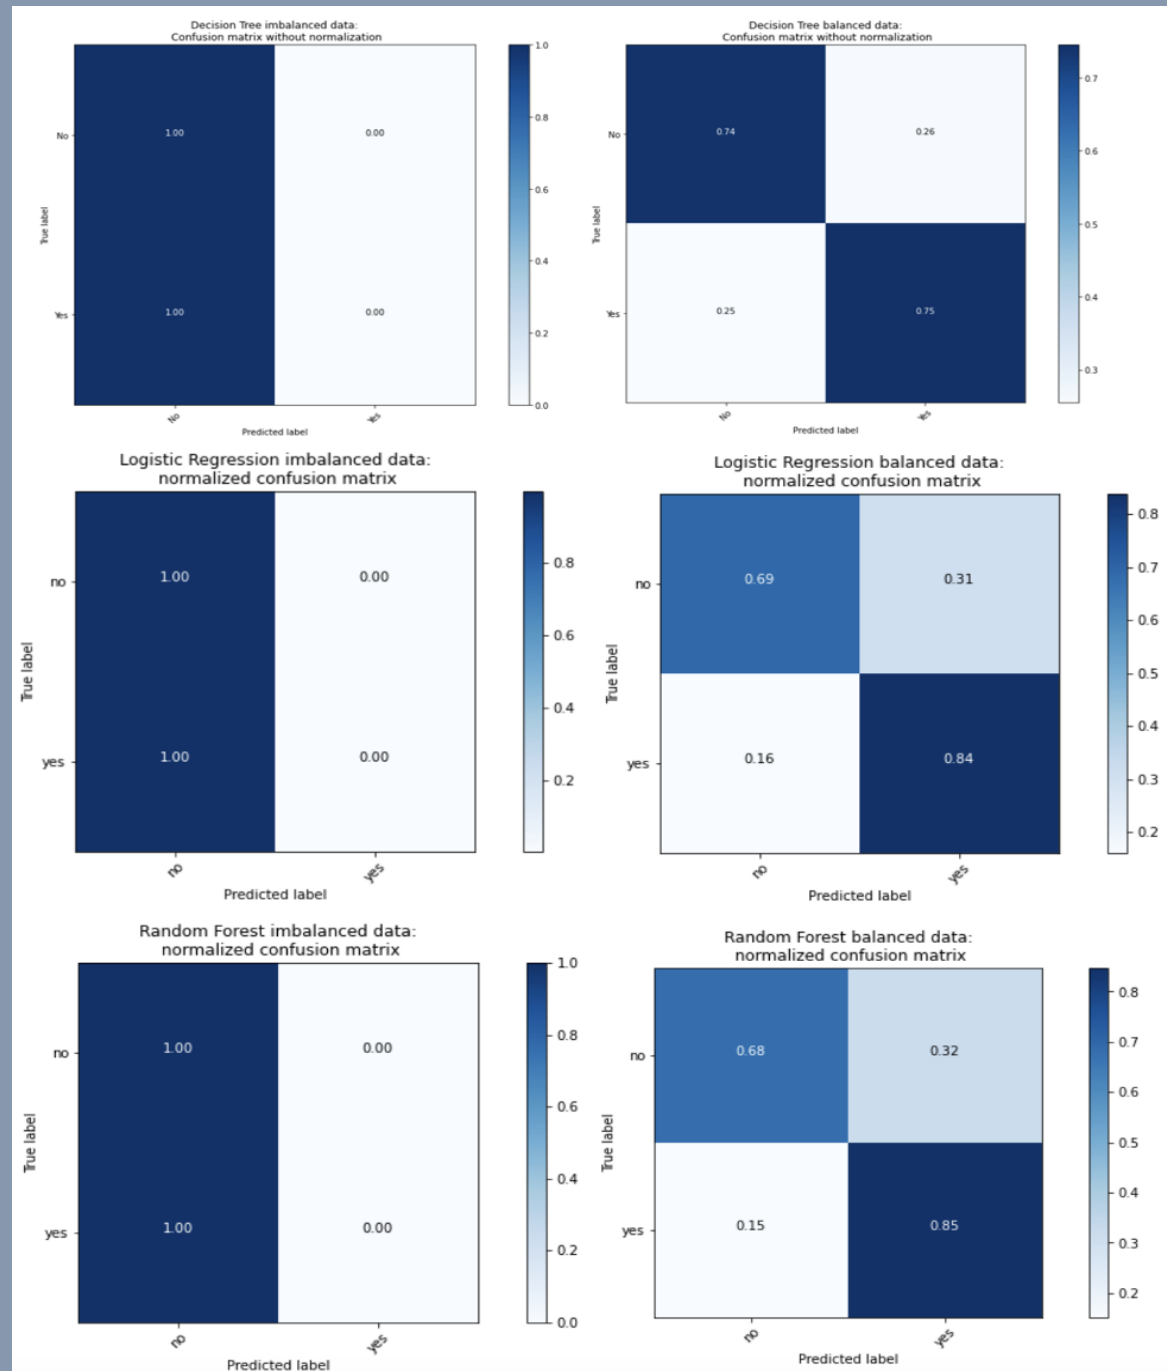 Decision Tree imbalanced data:
Confusion matrix without normalization
1.0
0.8
0.6
0.4
0.2
0.0
No
Yes
True label
1.00
0.00
1.00
0.00
No
Yes
Predicted label
Decision Tree balanced data:
Confusion matrix without normalization
0.7
0.6
0.5
0.4
0.3
No
Yes
True label
0.74
0.26
0.25
0.75
No
Yes
Predicted label
Logistic Regression imbalanced data:
normalized confusion matrix
0.8
0.6
0.4
0.2
no
yes
True label
1.00
0.00
1.00
0.00
no
yes
Predicted label
Logistic Regression balanced data:
normalized confusion matrix
0.8
0.7
0.6
0.5
0.4
0.3
0.2
no
yes
True label
0.69
0.31
0.16
0.84
no
yes
Predicted label
Random Forest imbalanced data:
normalized confusion matrix
1.0
0.8
0.6
0.4
0.2
0.0
no
yes
True label
1.00
0.00
1.00
0.00
no
yes
Predicted label
Random Forest balanced data:
normalized confusion matrix
0.8
0.7
0.6
0.5
0.4
0.3
0.2
no
yes
True label
0.68
0.32
0.15
0.85
no
yes
Predicted label